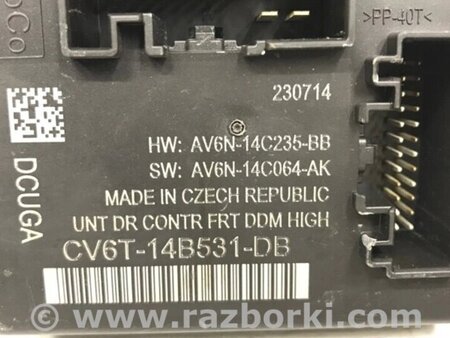 oCo
>PP-40T<
230714
HW: AV6N-14C235-BB
SW: AV6N-14C064-AK
MADE IN CZECH REPUBLIC
UNT DR CONTR FRT DDM HIGH
CV6T-14B531-DB
DCUGA
www.razborki.com